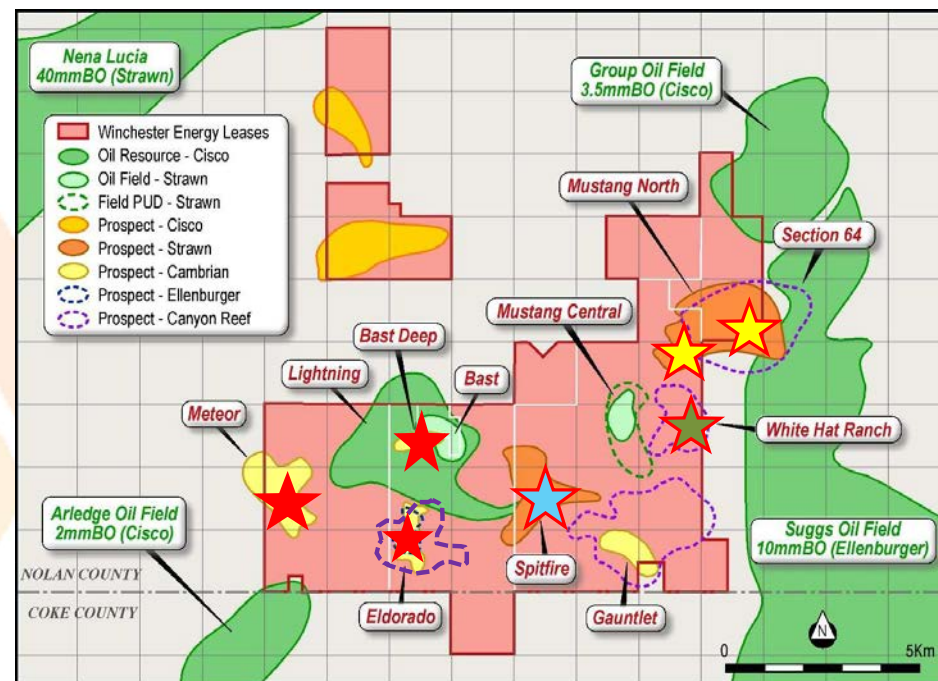 Nena Lucia
40mmBO (Strawn)
Group Oil Field
3.5mmBO (Cisco)
Winchester Energy Leases
Oil Resource - Cisco
Oil Field - Strawn
Field PUD - Strawn
Prospect - Cisco
Prospect - Strawn
Prospect - Cambrian
Prospect - Ellenburger
Prospect - Canyon Reef
Mustang North
Section 64
Mustang Central
Bast Deep
Lightning
Bast
Meteor
White Hat Ranch
Arledge Oil Field
2mmBO (Cisco)
Suggs Oil Field
10mmBO (Ellenburger)
Spitfire
NOLAN COUNTY
COKE COUNTY
Eldorado
Gauntlet
N
0
5Km